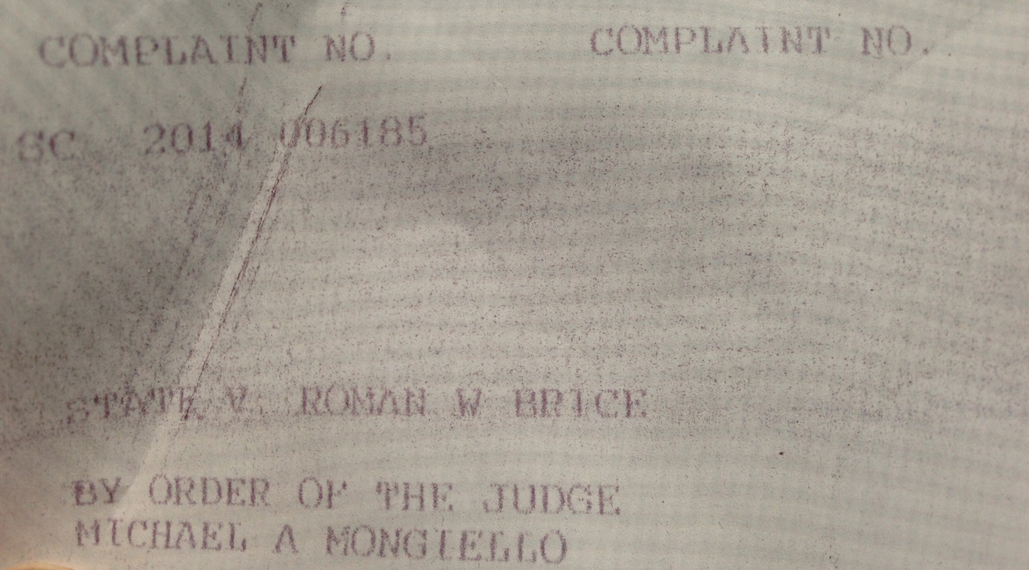 COMPLAINT NO. COMPLAINT NO.
SC 2014 006185
STATE V. ROMAN W BRICE
BY ORDER OF THE JUDGE
MICHAEL A MONGIELLO